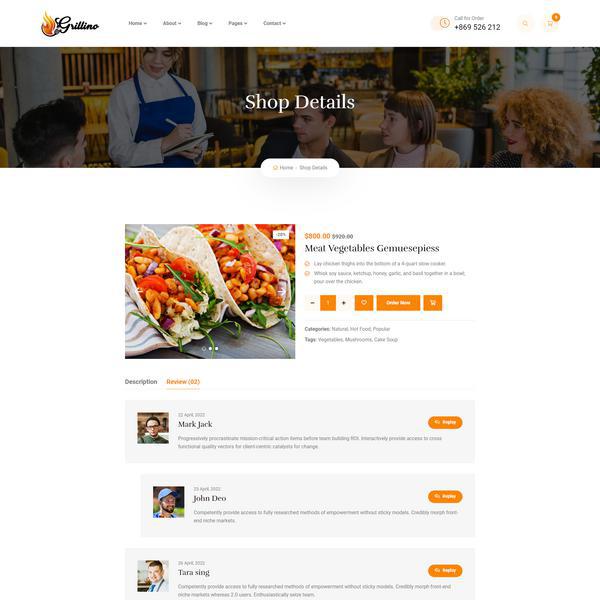 Grillino
Home
About
Blog
Pages
Contact
Call for Order
+869 526 212
Shop Details
Home - Shop Details
-20%
$800.00 $920.00
Meat Vegetables Gemuesepiess
Lay chicken thighs into the bottom of a 4-quart slow cooker.
Whisk soy sauce, ketchup, honey, garlic, and basil together in a bowl,
pour over the chicken.
- 1 +
Order Now
Categories: Natural, Hot Food, Popular
Tags: Vegetables, Mushrooms, Cake Soup
Description
Review (02)
22 April, 2022
Mark Jack
Replay
Progressively procrastinate mission-critical action items before team building ROI. Interactively provide access to cross
functional quality vectors for client-centric catalysts for change.
23 April, 2022
John Deo
Replay
Competently provide access to fully researched methods of empowerment without sticky models. Credibly morph front-
end niche markets.
26 April, 2022
Tara sing
Replay
Competently provide access to fully researched methods of empowerment without sticky models. Credibly morph front-end
niche markets whereas 2.0 users. Enthusiastically seize team.